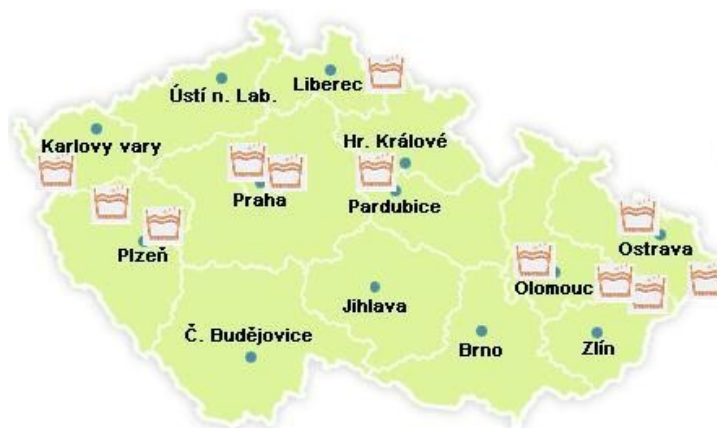 Liberec
Ústí n. Lab.
Karlovy vary
Hr. Králové
Praha
Pardubice
Plzeň
Ostrava
Olomouc
Jihlava
Č. Budějovice
Brno
Zlín